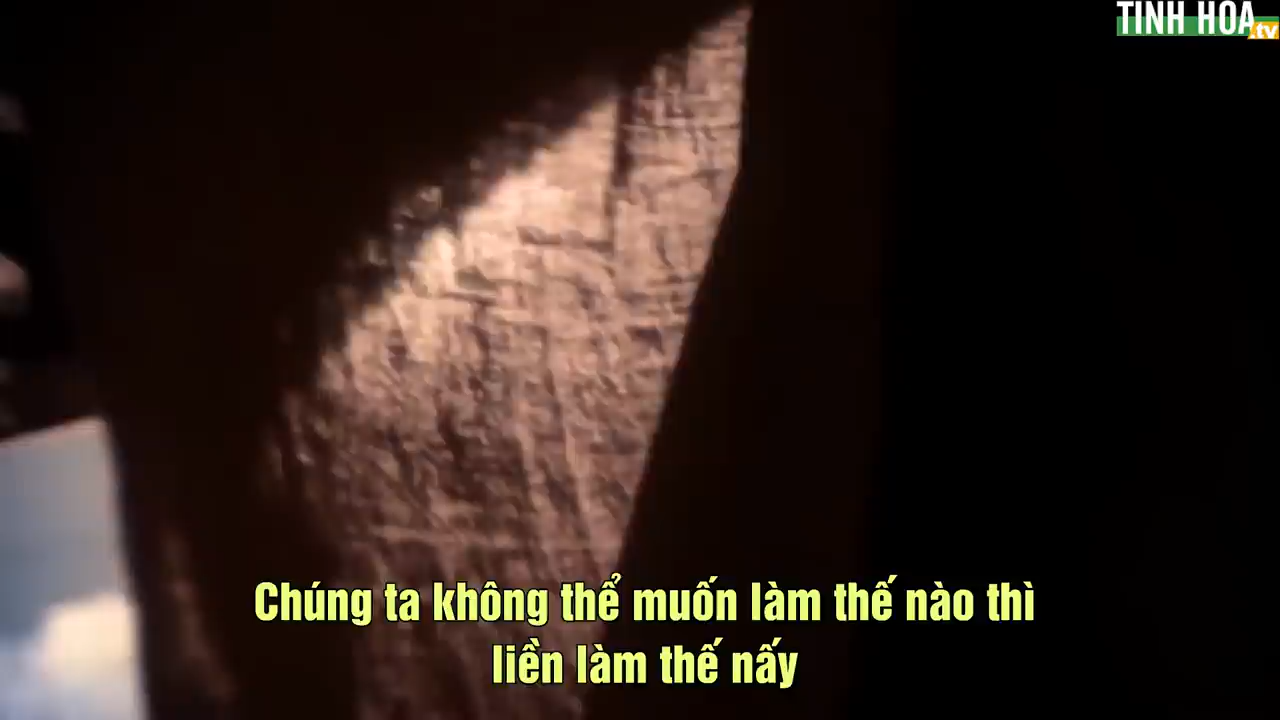 TINH HOA
.tv
Chúng ta không thể muốn làm thế nào thì
liền làm thế nấy